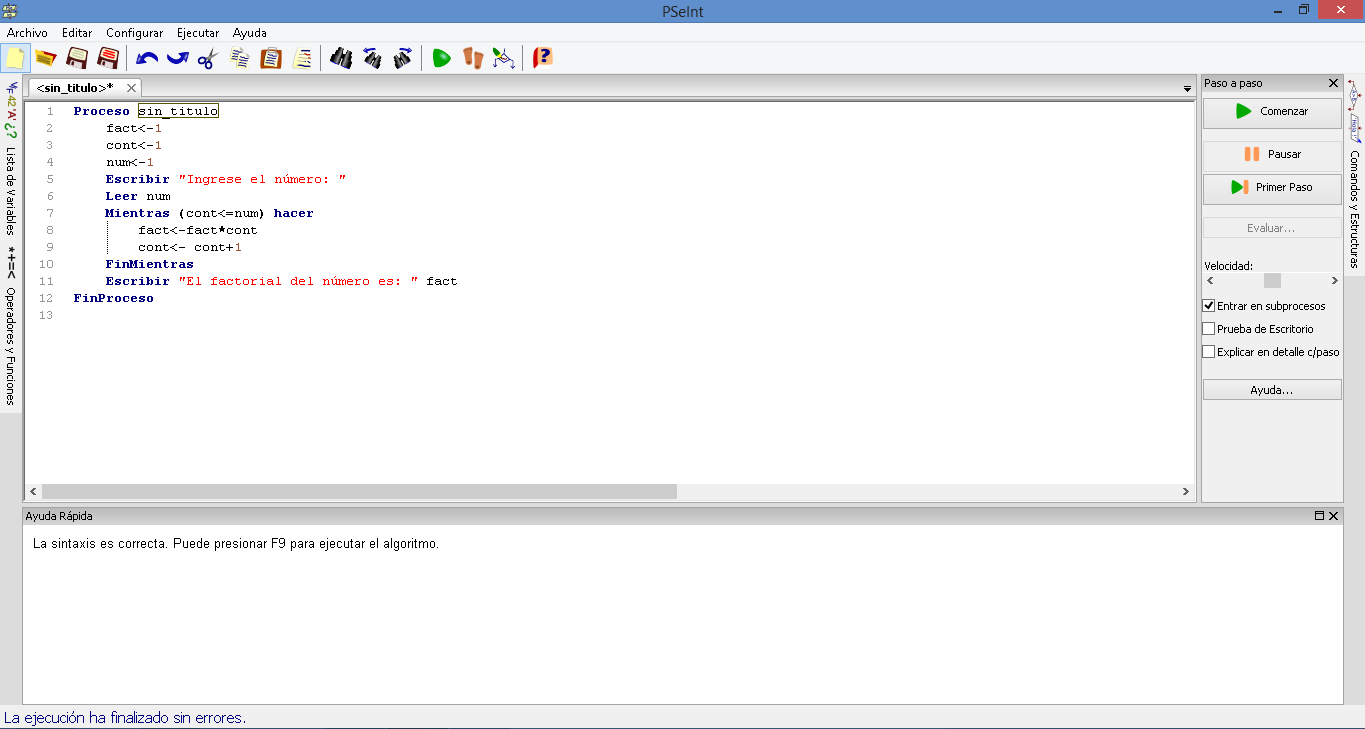 PSeInt
Archivo Editar Configurar Ejecutar Ayuda
<sin_titulo>*
1 Proceso sin_titulo
2 fact<-1
3 cont<-1
4 num<-1
5 Escribir "Ingrese el número: "
6 Leer num
7 Mientras (cont<=num) hacer
8 fact<-fact*cont
9 cont<- cont+1
10 FinMientras
11 Escribir "El factorial del número es: " fact
12 FinProceso
13
42 'A' ¿?
Lista de Variables
*+=<
Operadores y Funciones
Paso a paso
Comenzar
Pausar
Primer Paso
Evaluar...
Velocidad:
Entrar en subprocesos
Prueba de Escritorio
Explicar en detalle c/paso
Ayuda...
Comandos y Estructuras
Ayuda Rápida
La sintaxis es correcta. Puede presionar F9 para ejecutar el algoritmo.
La ejecución ha finalizado sin errores.